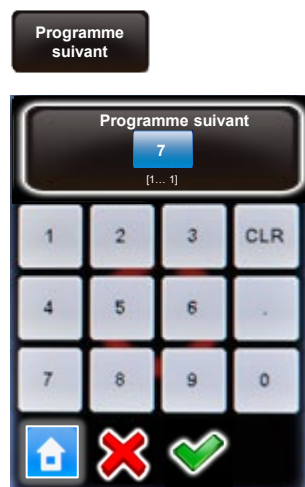 Programme
suivant
Programme suivant
7
[1… 1]
1 2 3 CLR
4 5 6 .
7 8 9 0